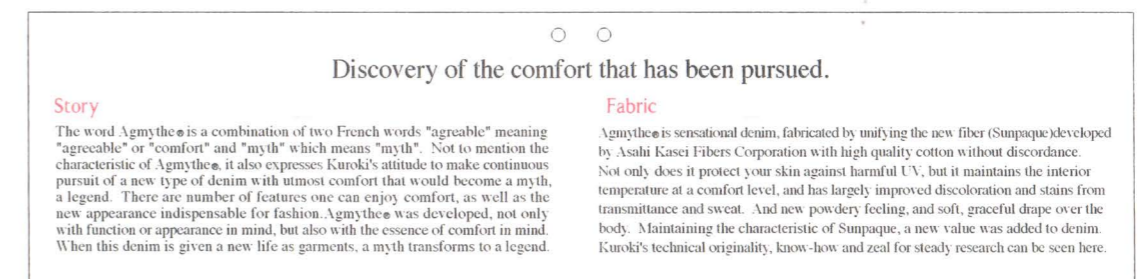 Discovery of the comfort that has been pursued.
Story
The word Agmythe® is a combination of two French words "agreable" meaning
"agreeable" or "comfort" and "myth" which means "myth". Not to mention the
characteristic of Agmythe®, it also expresses Kuroki's attitude to make continuous
pursuit of a new type of denim with utmost comfort that would become a myth,
a legend. There are number of features one can enjoy comfort, as well as the
new appearance indispensable for fashion.Agmythe® was developed, not only
with function or appearance in mind, but also with the essence of comfort in mind.
When this denim is given a new life as garments, a myth transforms to a legend.
Fabric
Agmythe® is sensational denim, fabricated by unifying the new fiber (Sunpaque)developed
by Asahi Kasei Fibers Corporation with high quality cotton without discordance.
Not only does it protect your skin against harmful UV, but it maintains the interior
temperature at a comfort level, and has largely improved discoloration and stains from
transmittance and sweat. And new powdery feeling, and soft, graceful drape over the
body. Maintaining the characteristic of Sunpaque, a new value was added to denim.
Kuroki's technical originality, know-how and zeal for steady research can be seen here.